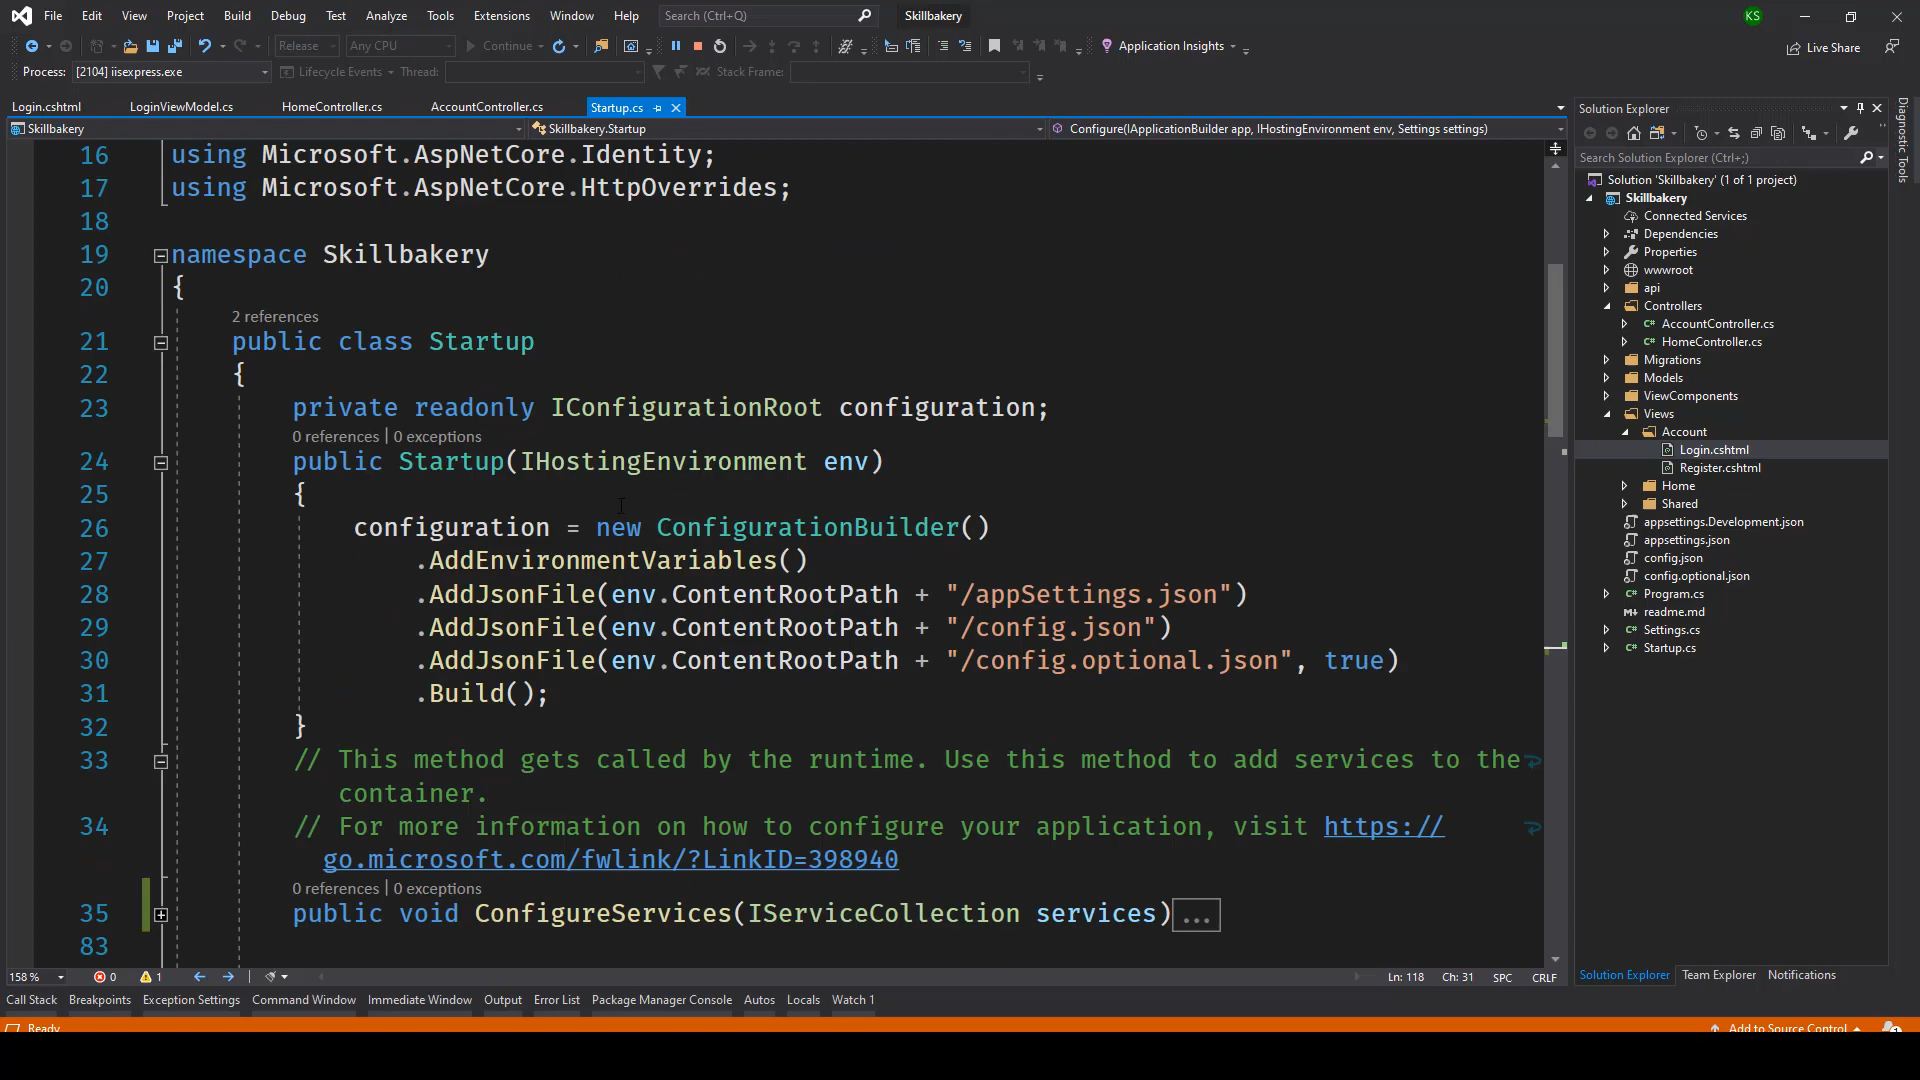 File Edit View Project Build Debug Test Analyze Tools Extensions Window Help Search (Ctrl+Q) Skillbakery KS
Release Any CPU Continue Application Insights Live Share
Process: [2104] iisexpress.exe Lifecycle Events Thread: Stack Frame:
Login.cshtml LoginViewModel.cs HomeController.cs AccountController.cs Startup.cs
Skillbakery Skillbakery.Startup Configure(IApplicationBuilder app, IHostingEnvironment env, Settings settings)
16 using Microsoft.AspNetCore.Identity;
17 using Microsoft.AspNetCore.HttpOverrides;
18
19 namespace Skillbakery
20 {
2 references
21 public class Startup
22 {
23 private readonly IConfigurationRoot configuration;
0 references | 0 exceptions
24 public Startup(IHostingEnvironment env)
25 {
26 configuration = new ConfigurationBuilder()
27 .AddEnvironmentVariables()
28 .AddJsonFile(env.ContentRootPath + "/appSettings.json")
29 .AddJsonFile(env.ContentRootPath + "/config.json")
30 .AddJsonFile(env.ContentRootPath + "/config.optional.json", true)
31 .Build();
32 }
33 // This method gets called by the runtime. Use this method to add services to the
container.
34 // For more information on how to configure your application, visit https://
go.microsoft.com/fwlink/?LinkID=398940
0 references | 0 exceptions
35 public void ConfigureServices(IServiceCollection services)...
83
158 % 0 1 Ln: 118 Ch: 31 SPC CRLF
Call Stack Breakpoints Exception Settings Command Window Immediate Window Output Error List Package Manager Console Autos Locals Watch 1
Ready Add to Source Control 1
Solution Explorer
Search Solution Explorer (Ctrl+;)
Solution 'Skillbakery' (1 of 1 project)
Skillbakery
Connected Services
Dependencies
Properties
wwwroot
api
Controllers
C# AccountController.cs
C# HomeController.cs
Migrations
Models
ViewComponents
Views
Account
Login.cshtml
Register.cshtml
Home
Shared
appsettings.Development.json
appsettings.json
config.json
config.optional.json
C# Program.cs
readme.md
C# Settings.cs
C# Startup.cs
Solution Explorer Team Explorer Notifications
Diagnostic Tools